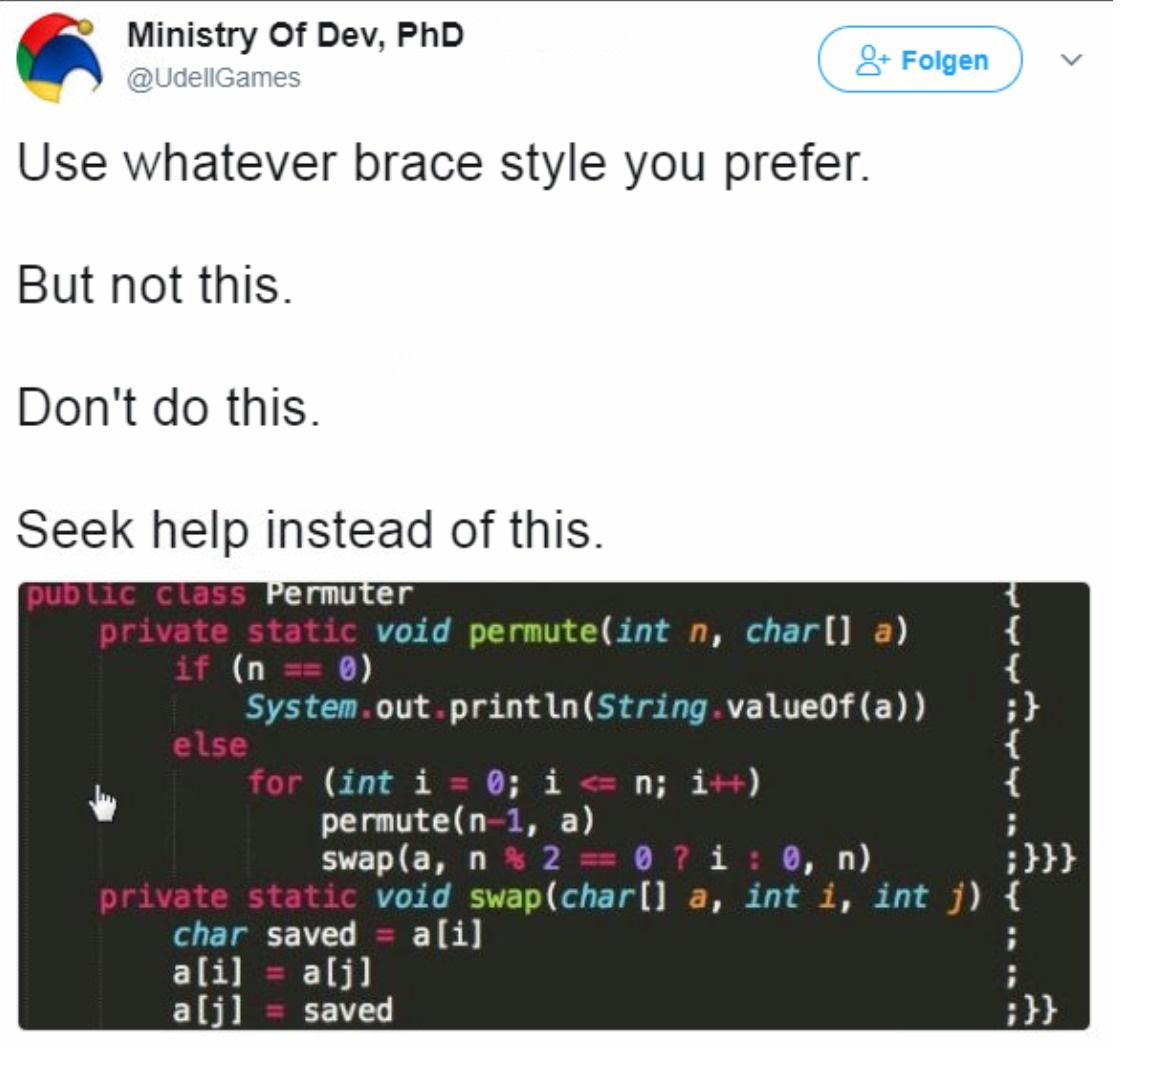 Ministry Of Dev, PhD
@UdellGames
Folgen
Use whatever brace style you prefer.
But not this.
Don't do this.
Seek help instead of this.
public class Permuter {
private static void permute(int n, char[] a) {
if (n == 0) {
System.out.println(String.valueOf(a)) ;}
else {
for (int i = 0; i <= n; i++) {
permute(n-1, a) ;
swap(a, n % 2 == 0 ? i : 0, n) ;}}}
private static void swap(char[] a, int i, int j) {
char saved = a[i] ;
a[i] = a[j] ;
a[j] = saved ;}}